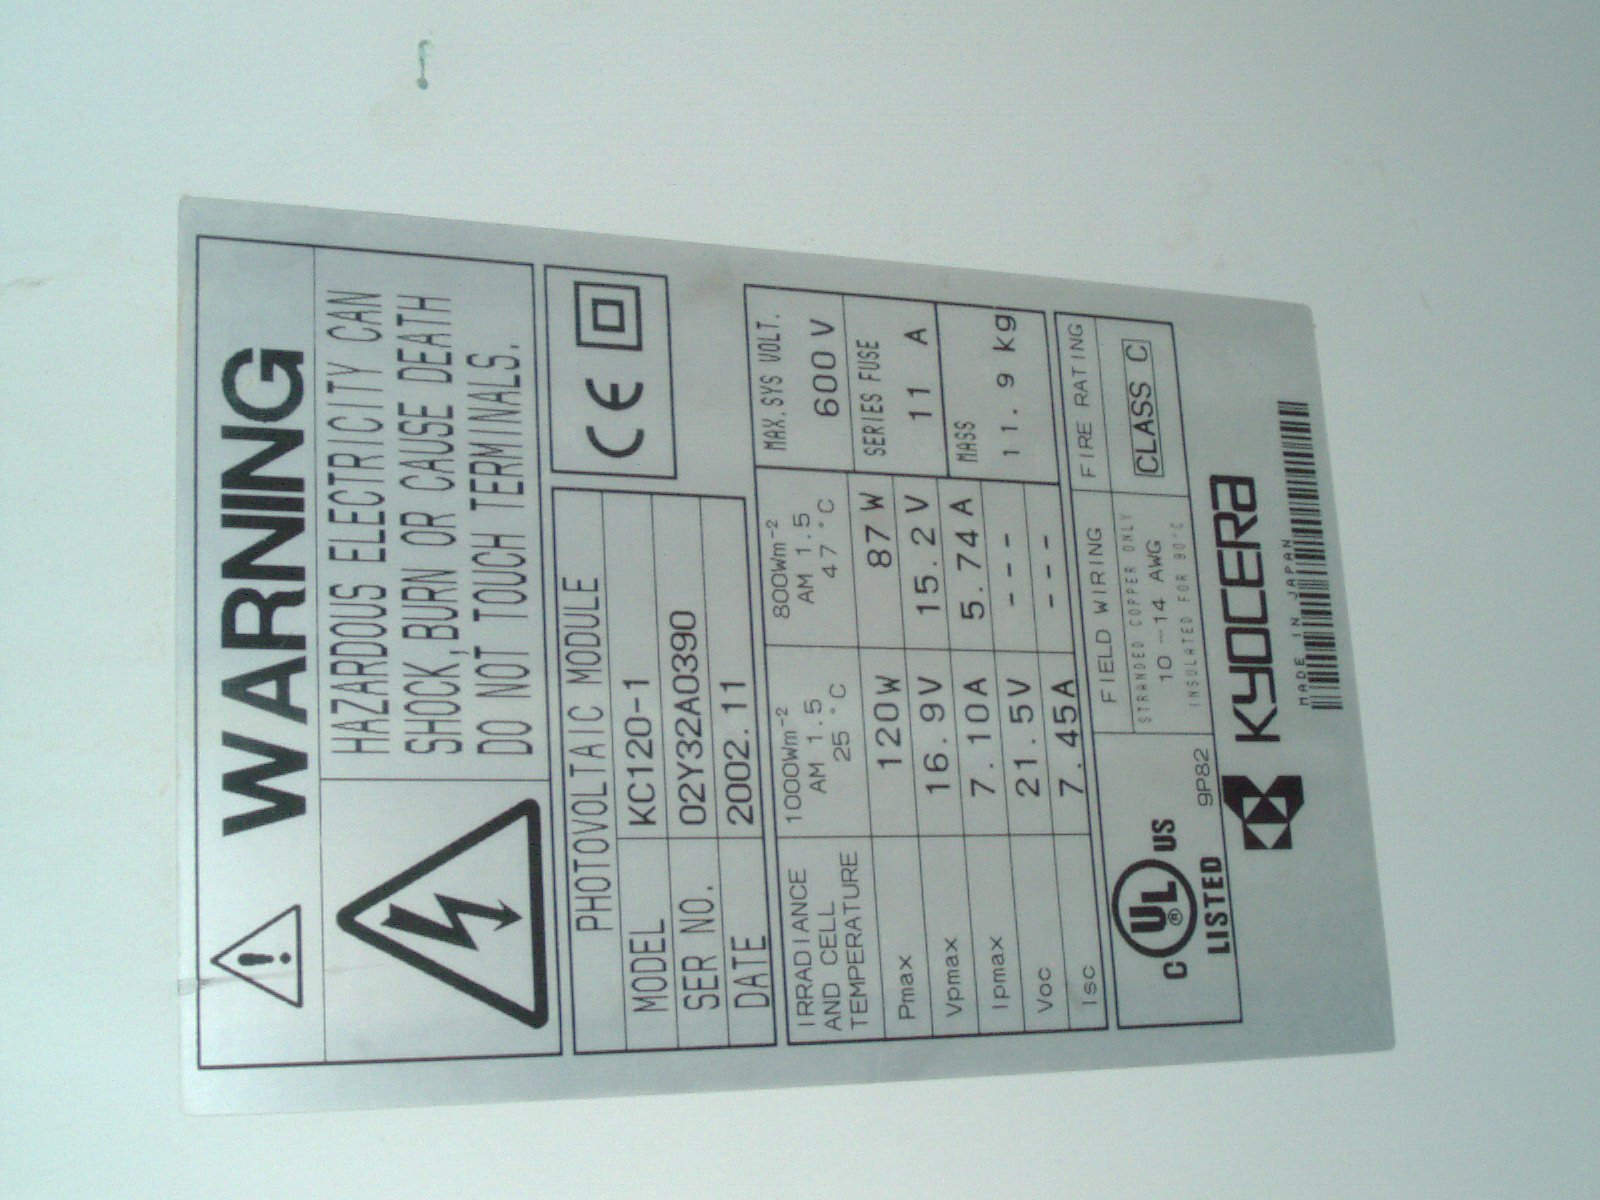 WARNING
HAZARDOUS ELECTRICITY CAN
SHOCK,BURN OR CAUSE DEATH
DO NOT TOUCH TERMINALS.
PHOTOVOLTAIC MODULE
MODEL KC120-1
SER NO. 02Y32A0390
DATE 2002.11
CE
IRRADIANCE AND CELL TEMPERATURE
1000Wm-2
AM 1.5
25 °C
800Wm-2
AM 1.5
47 °C
Pmax 120W 87 W
Vpmax 16.9V 15.2 V
Ipmax 7.10A 5.74 A
Voc 21.5V ---
Isc 7.45A ---
MAX.SYS VOLT.
600 V
SERIES FUSE
11 A
MASS
11.9 kg
C UL ® US
LISTED
9P82
FIELD WIRING
STRANDED COPPER ONLY
10~14 AWG
INSULATED FOR 90°C
FIRE RATING
CLASS C
KYOCERA
MADE IN JAPAN